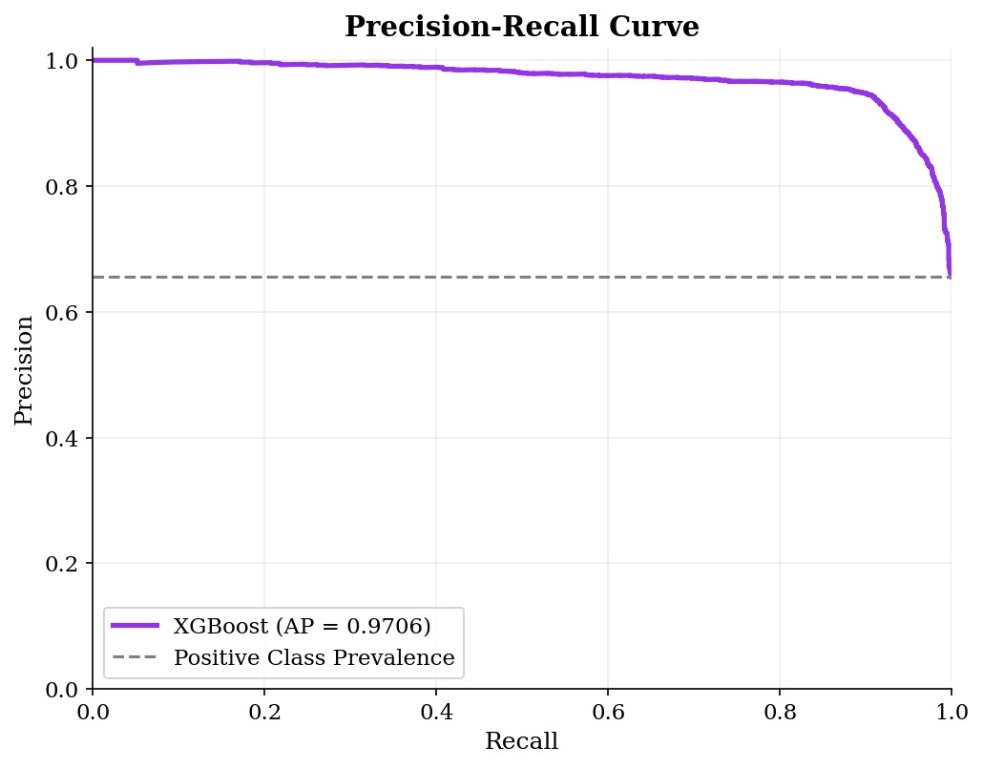 Precision-Recall Curve
1.0
0.8
0.6
0.4
0.2
0.0
Precision
XGBoost (AP = 0.9706)
Positive Class Prevalence
0.0 0.2 0.4 0.6 0.8 1.0
Recall